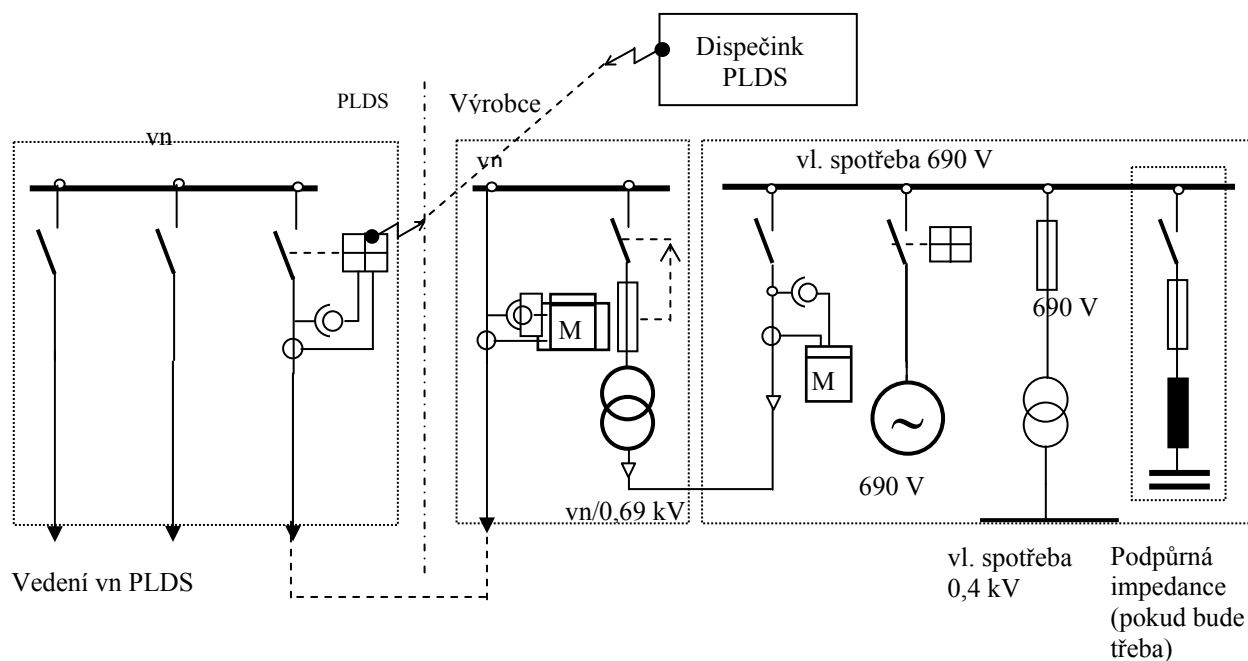 Dispečink
PLDS
PLDS
Výrobce
vn
vn
vl. spotřeba 690 V
M
M
690 V
~
690 V
vn/0,69 kV
Vedení vn PLDS
vl. spotřeba
0,4 kV
Podpůrná
impedance
(pokud bude
třeba)